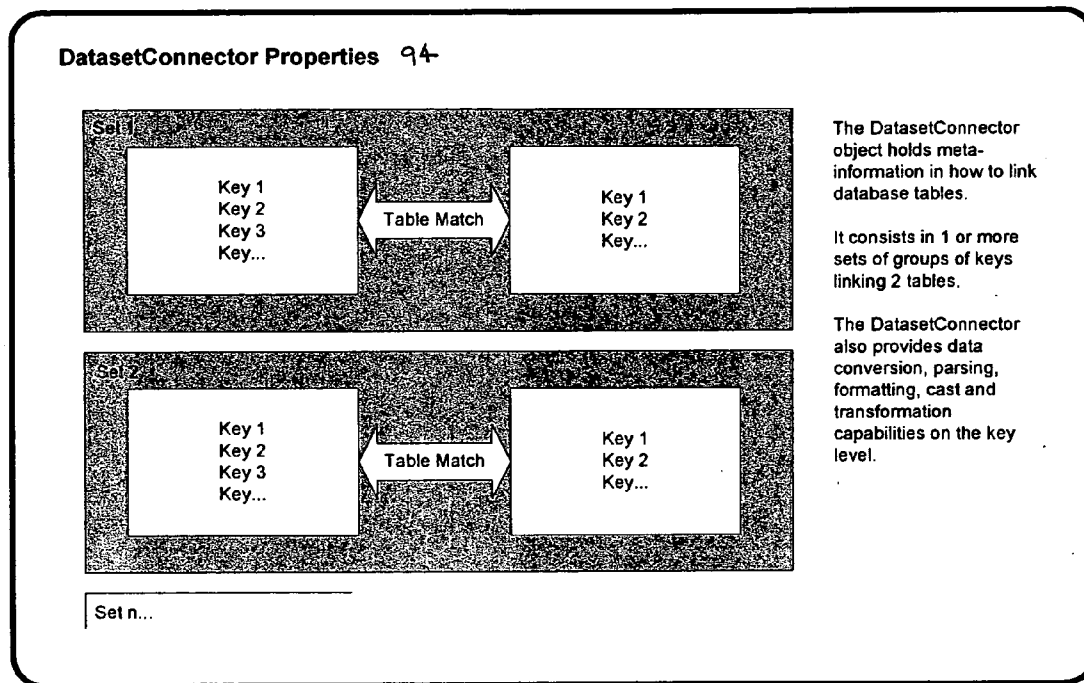 DatasetConnector Properties 94
Set 1
Key 1
Key 2
Key 3
Key...
Table Match
Key 1
Key 2
Key...
Set 2
Key 1
Key 2
Key 3
Key...
Table Match
Key 1
Key 2
Key...
Set n...
The DatasetConnector
object holds meta-
information in how to link
database tables.
It consists in 1 or more
sets of groups of keys
linking 2 tables.
The DatasetConnector
also provides data
conversion, parsing,
formatting, cast and
transformation
capabilities on the key
level.